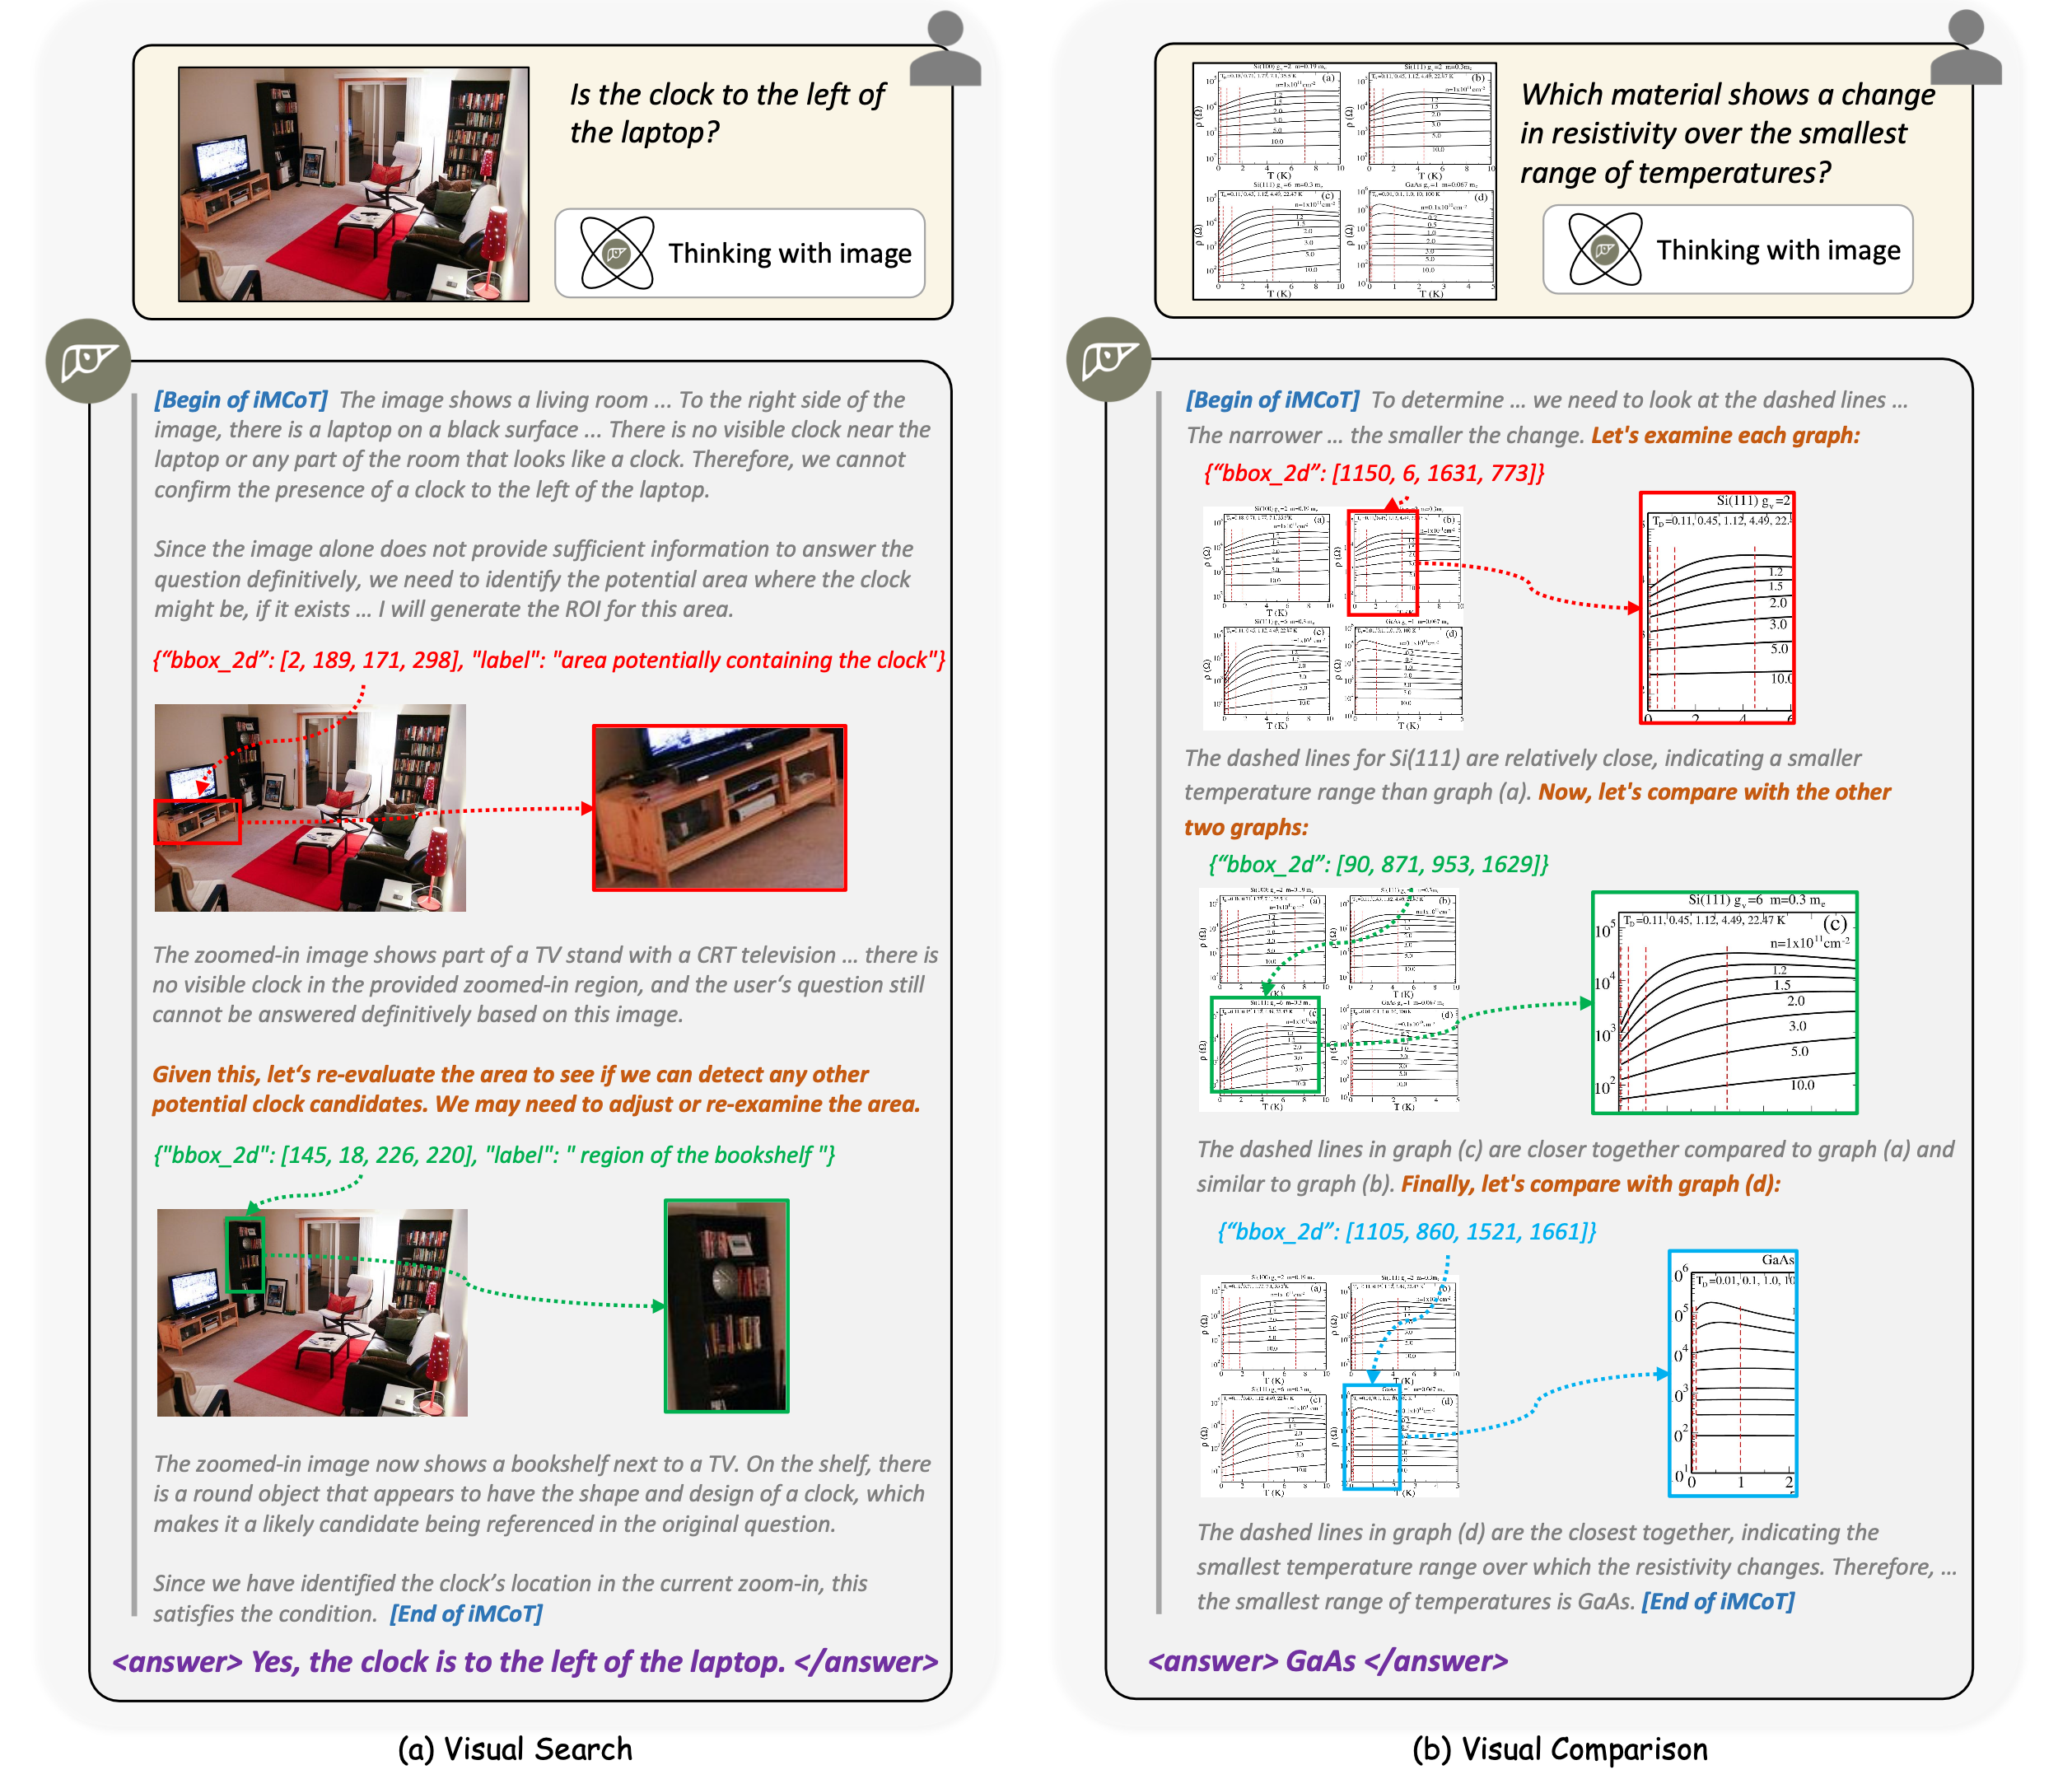 Is the clock to the left of
the laptop?
Thinking with image
[Begin of iMCoT] The image shows a living room ... To the right side of the
image, there is a laptop on a black surface ... There is no visible clock near the
laptop or any part of the room that looks like a clock. Therefore, we cannot
confirm the presence of a clock to the left of the laptop.
Since the image alone does not provide sufficient information to answer the
question definitively, we need to identify the potential area where the clock
might be, if it exists ... I will generate the ROI for this area.
{“bbox_2d”: [2, 189, 171, 298], "label": "area potentially containing the clock"}
The zoomed-in image shows part of a TV stand with a CRT television ... there is
no visible clock in the provided zoomed-in region, and the user‘s question still
cannot be answered definitively based on this image.
Given this, let‘s re-evaluate the area to see if we can detect any other
potential clock candidates. We may need to adjust or re-examine the area.
{"bbox_2d": [145, 18, 226, 220], "label": " region of the bookshelf "}
The zoomed-in image now shows a bookshelf next to a TV. On the shelf, there
is a round object that appears to have the shape and design of a clock, which
makes it a likely candidate being referenced in the original question.
Since we have identified the clock’s location in the current zoom-in, this
satisfies the condition. [End of iMCoT]
<answer> Yes, the clock is to the left of the laptop. </answer>
(a) Visual Search
Which material shows a change
in resistivity over the smallest
range of temperatures?
Thinking with image
[Begin of iMCoT] To determine ... we need to look at the dashed lines ...
The narrower ... the smaller the change. Let's examine each graph:
{“bbox_2d”: [1150, 6, 1631, 773]}
Si(111) g_v=2
T_D=0.11, 0.45, 1.12, 4.49, 22.
1.2
1.5
2.0
3.0
5.0
10.0
0 2 4 6
The dashed lines for Si(111) are relatively close, indicating a smaller
temperature range than graph (a). Now, let's compare with the other
two graphs:
{“bbox_2d”: [90, 871, 953, 1629]}
Si(111) g_v=6 m=0.3 m_e
T_D=0.11, 0.45, 1.12, 4.49, 22.47 K (c)
n=1x10^11cm^-2
10^5
10^4
10^3
10^2
1.2
1.5
2.0
3.0
5.0
10.0
The dashed lines in graph (c) are closer together compared to graph (a) and
similar to graph (b). Finally, let's compare with graph (d):
{“bbox_2d”: [1105, 860, 1521, 1661]}
GaAs
T_D=0.01, 0.1, 1.0, 10
0^6
0^5
0^4
0^3
0^2
0^1
0 1 2
The dashed lines in graph (d) are the closest together, indicating the
smallest temperature range over which the resistivity changes. Therefore, ...
the smallest range of temperatures is GaAs. [End of iMCoT]
<answer> GaAs </answer>
(b) Visual Comparison